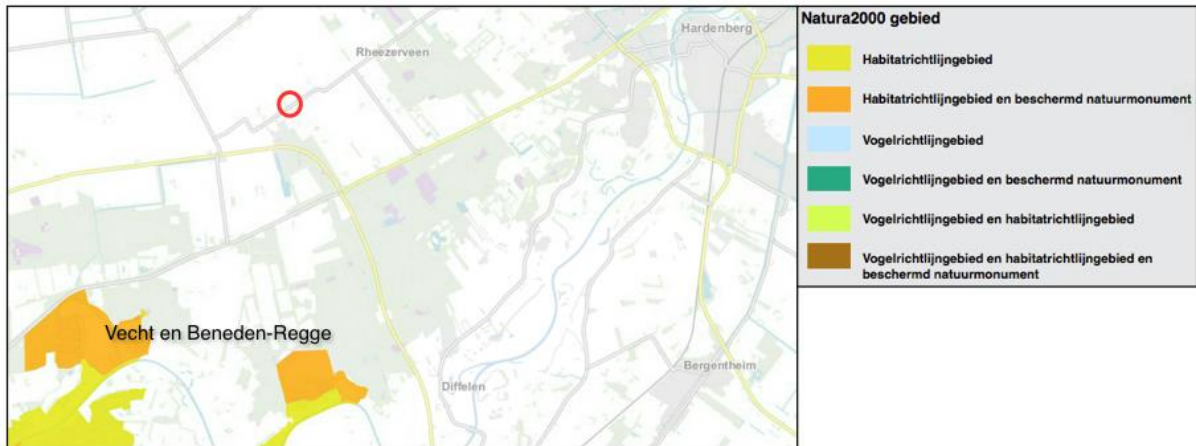 Natura2000 gebied
Habitatrichtlijngebied
Habitatrichtlijngebied en beschermd natuurmonument
Vogelrichtlijngebied
Vogelrichtlijngebied en beschermd natuurmonument
Vogelrichtlijngebied en habitatrichtlijngebied
Vogelrichtlijngebied en habitatrichtlijngebied en
beschermd natuurmonument
Hardenberg
Rheezerveen
Vecht en Beneden-Regge
Bergentheim
Diffelen